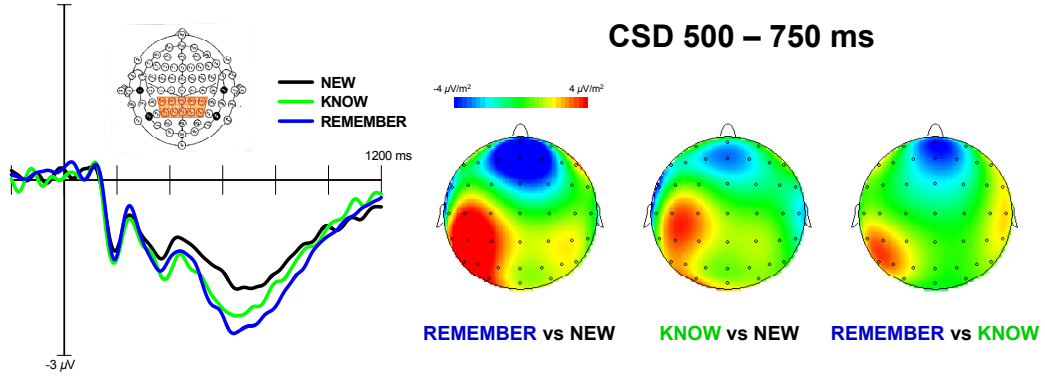 CSD 500 – 750 ms
NEW
KNOW
REMEMBER
-4 µV/m²
4 µV/m²
1200 ms
-3 µV
REMEMBER vs NEW
KNOW vs NEW
REMEMBER vs KNOW